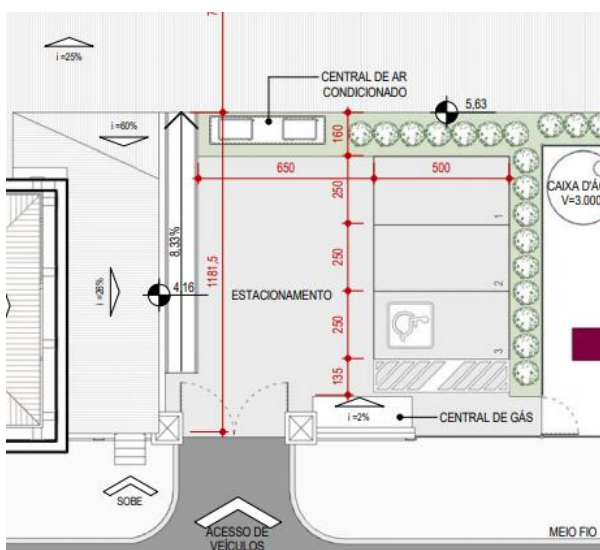 i =25%
CENTRAL DE AR
CONDICIONADO
5,63
i =60%
160
650
500
CAIXA D'Á
V=3.000
250
1
8.33%
1181,5
250
i =26%
4,16
ESTACIONAMENTO
2
250
3
135
i =2%
CENTRAL DE GÁS
SOBE
ACESSO DE
VEÍCULOS
MEIO FIO